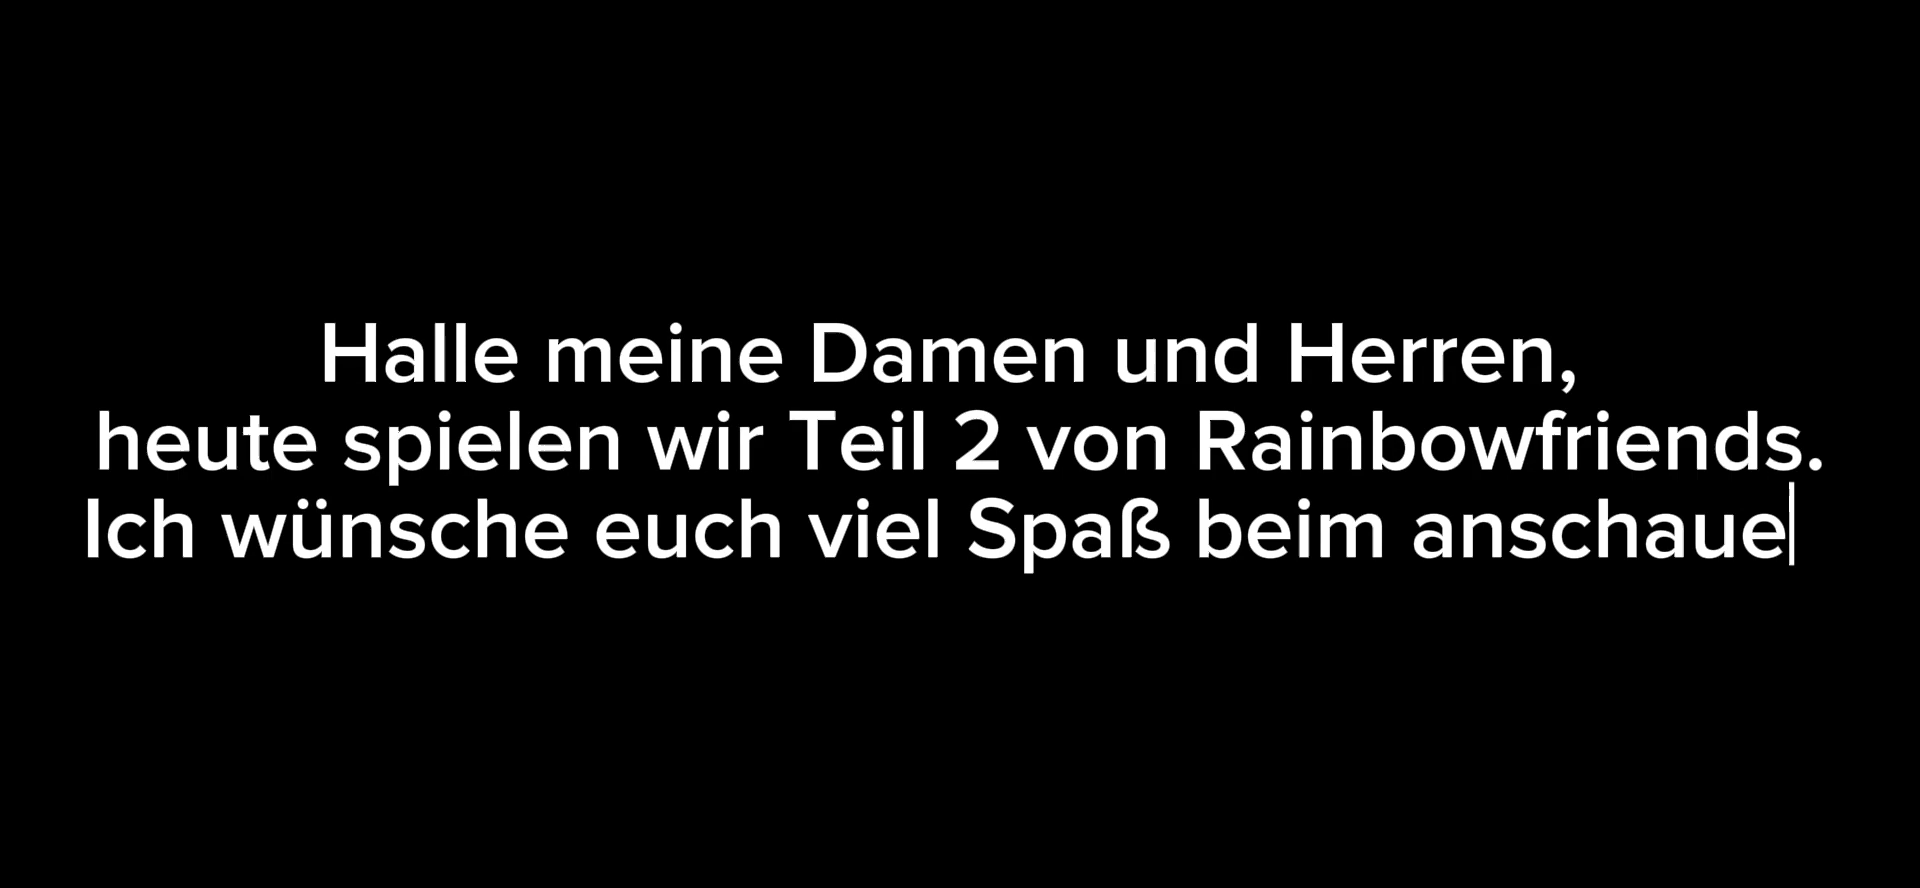 Halle meine Damen und Herren,
heute spielen wir Teil 2 von Rainbowfriends.
Ich wünsche euch viel Spaß beim anschaue